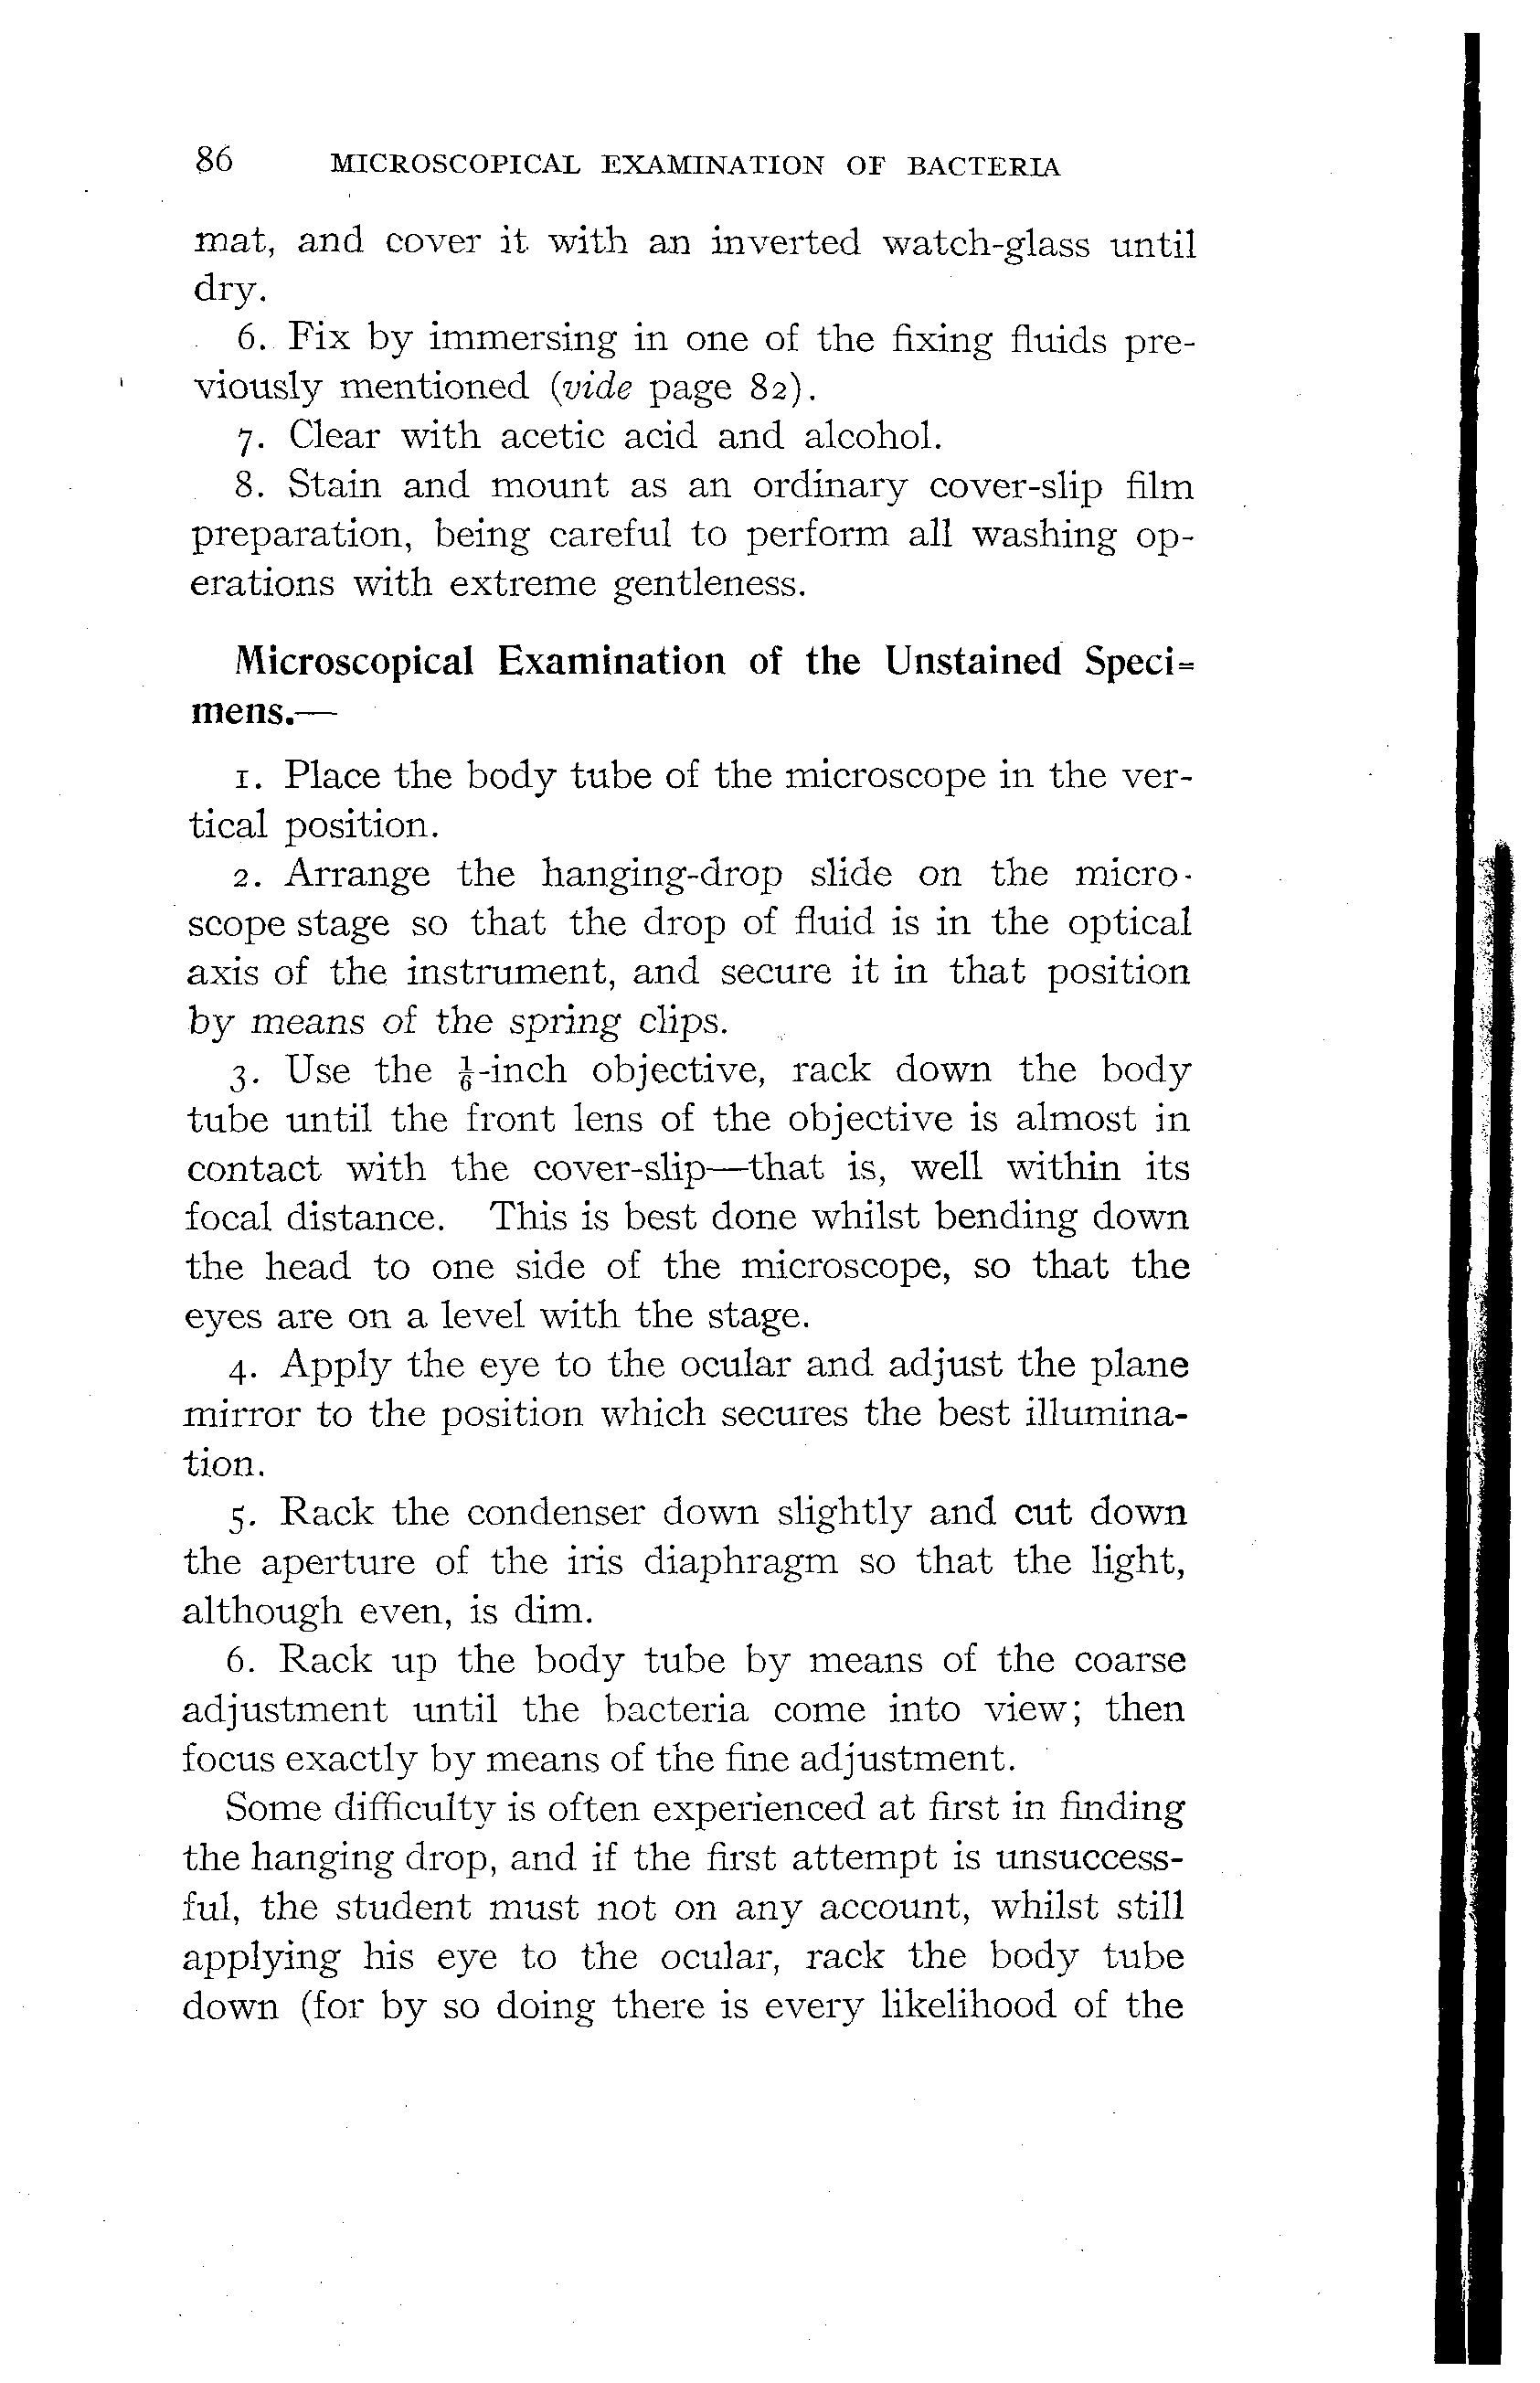 86 MICROSCOPICAL EXAMINATION OF BACTERIA
mat, and cover it with an inverted watch-glass until
dry.
6. Fix by immersing in one of the fixing fluids pre-
viously mentioned (vide page 82).
7. Clear with acetic acid and alcohol.
8. Stain and mount as an ordinary cover-slip film
preparation, being careful to perform all washing op-
erations with extreme gentleness.
Microscopical Examination of the Unstained Speci-
mens.—
1. Place the body tube of the microscope in the ver-
tical position.
2. Arrange the hanging-drop slide on the micro-
scope stage so that the drop of fluid is in the optical
axis of the instrument, and secure it in that position
by means of the spring clips.
3. Use the ⅙-inch objective, rack down the body
tube until the front lens of the objective is almost in
contact with the cover-slip—that is, well within its
focal distance. This is best done whilst bending down
the head to one side of the microscope, so that the
eyes are on a level with the stage.
4. Apply the eye to the ocular and adjust the plane
mirror to the position which secures the best illumina-
tion.
5. Rack the condenser down slightly and cut down
the aperture of the iris diaphragm so that the light,
although even, is dim.
6. Rack up the body tube by means of the coarse
adjustment until the bacteria come into view; then
focus exactly by means of the fine adjustment.
Some difficulty is often experienced at first in finding
the hanging drop, and if the first attempt is unsuccess-
ful, the student must not on any account, whilst still
applying his eye to the ocular, rack the body tube
down (for by so doing there is every likelihood of the